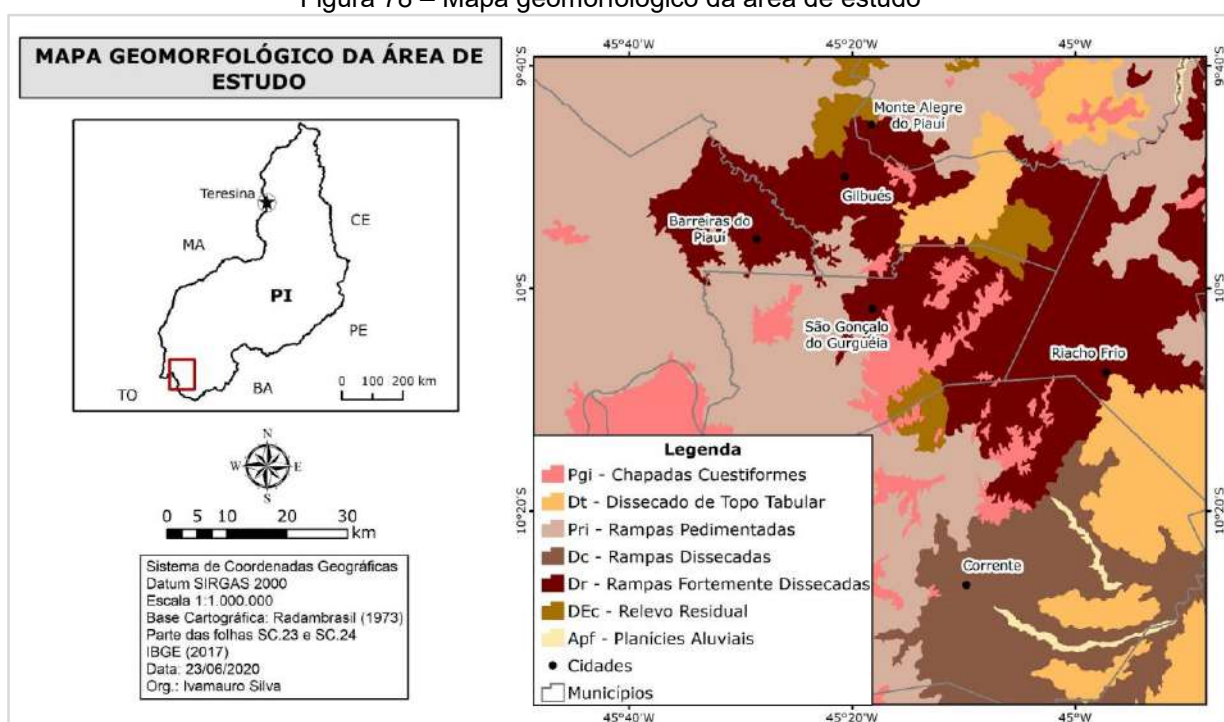 Figura 78 – Mapa geomorfológico da área de estudo
MAPA GEOMORFOLÓGICO DA ÁREA DE
ESTUDO
Teresina
CE
MA
PI
PE
TO
BA
0 100 200 km
N
W
E
S
0 5 10 20 30
km
Sistema de Coordenadas Geográficas
Datum SIRGAS 2000
Escala 1:1.000.000
Base Cartográfica: Radambrasil (1973)
Parte das folhas SC.23 e SC.24
IBGE (2017)
Data: 23/06/2020
Org.: Ivamauro Silva
45°40'W
45°20'W
45°W
9°40'S
9°40'S
Monte Alegre
do Piauí
Gilbués
Barreiras do
Piauí
10°S
10°S
São Gonçalo
do Gurguéia
Riacho Frio
10°20'S
10°20'S
Corrente
Legenda
Pgi - Chapadas Cuestiformes
Dt - Dissecado de Topo Tabular
Pri - Rampas Pedimentadas
Dc - Rampas Dissecadas
Dr - Rampas Fortemente Dissecadas
DEc - Relevo Residual
Apf - Planícies Aluviais
Cidades
Municípios
45°40'W
45°20'W
45°W